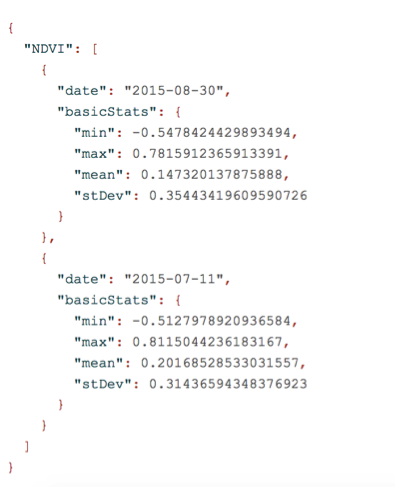 {
  "NDVI": [
    {
      "date": "2015-08-30",
      "basicStats": {
        "min": -0.5478424429893494,
        "max": 0.7815912365913391,
        "mean": 0.147320137875888,
        "stDev": 0.35443419609590726
      }
    },
    {
      "date": "2015-07-11",
      "basicStats": {
        "min": -0.5127978920936584,
        "max": 0.8115044236183167,
        "mean": 0.20168528533031557,
        "stDev": 0.31436594348376923
      }
    }
  ]
}